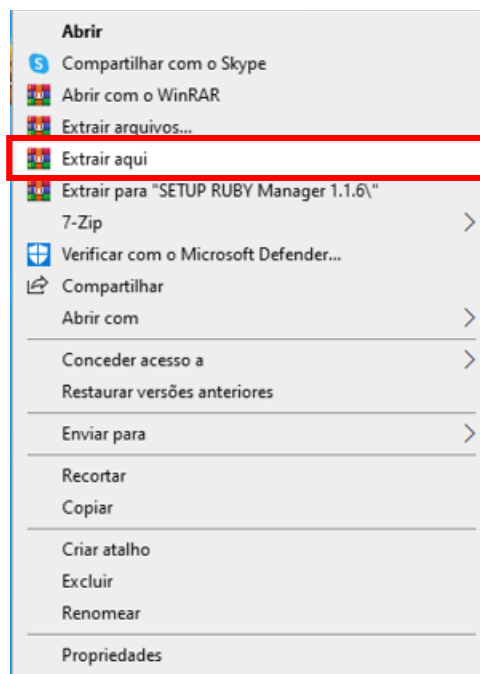 Abrir
Compartilhar com o Skype
Abrir com o WinRAR
Extrair arquivos...
Extrair aqui
Extrair para "SETUP RUBY Manager 1.1.6\"
7-Zip
Verificar com o Microsoft Defender...
Compartilhar
Abrir com
Conceder acesso a
Restaurar versões anteriores
Enviar para
Recortar
Copiar
Criar atalho
Excluir
Renomear
Propriedades